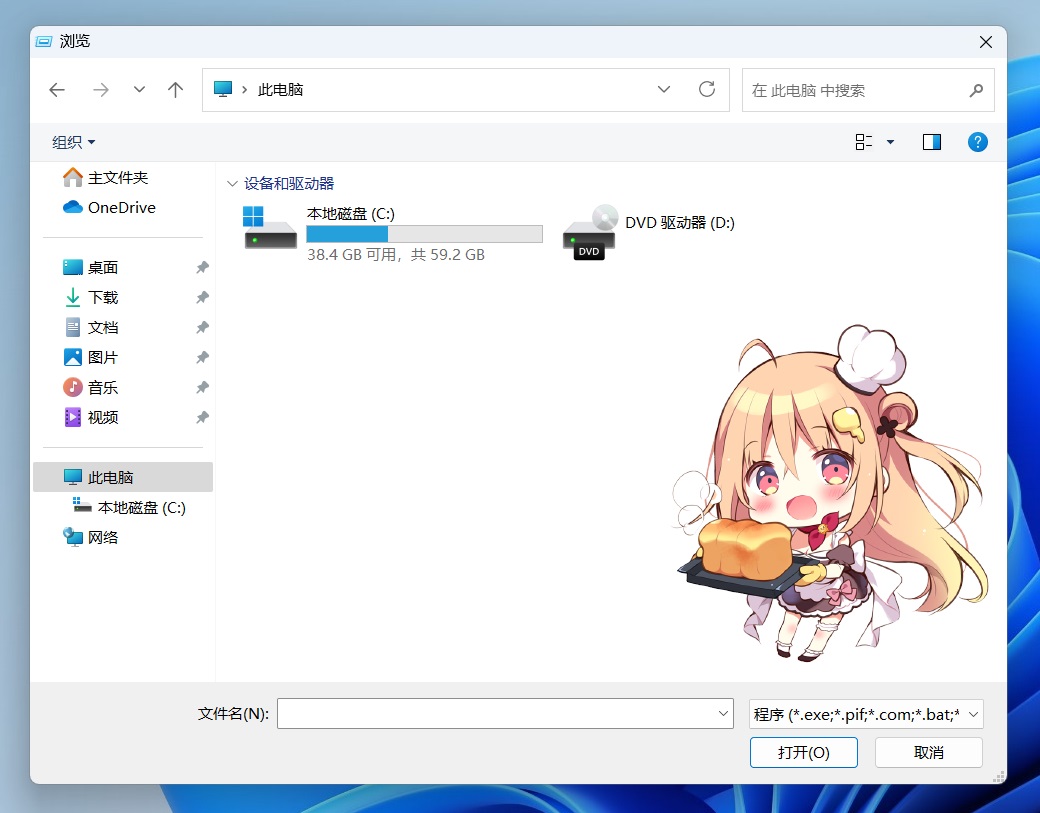 浏览
此电脑
在 此电脑 中搜索
组织
?
主文件夹
OneDrive
桌面
下载
文档
图片
音乐
视频
此电脑
本地磁盘 (C:)
网络
设备和驱动器
本地磁盘 (C:)
38.4 GB 可用，共 59.2 GB
DVD 驱动器 (D:)
DVD
文件名(N):
程序 (*.exe;*.pif;*.com;*.bat;*
打开(O)
取消